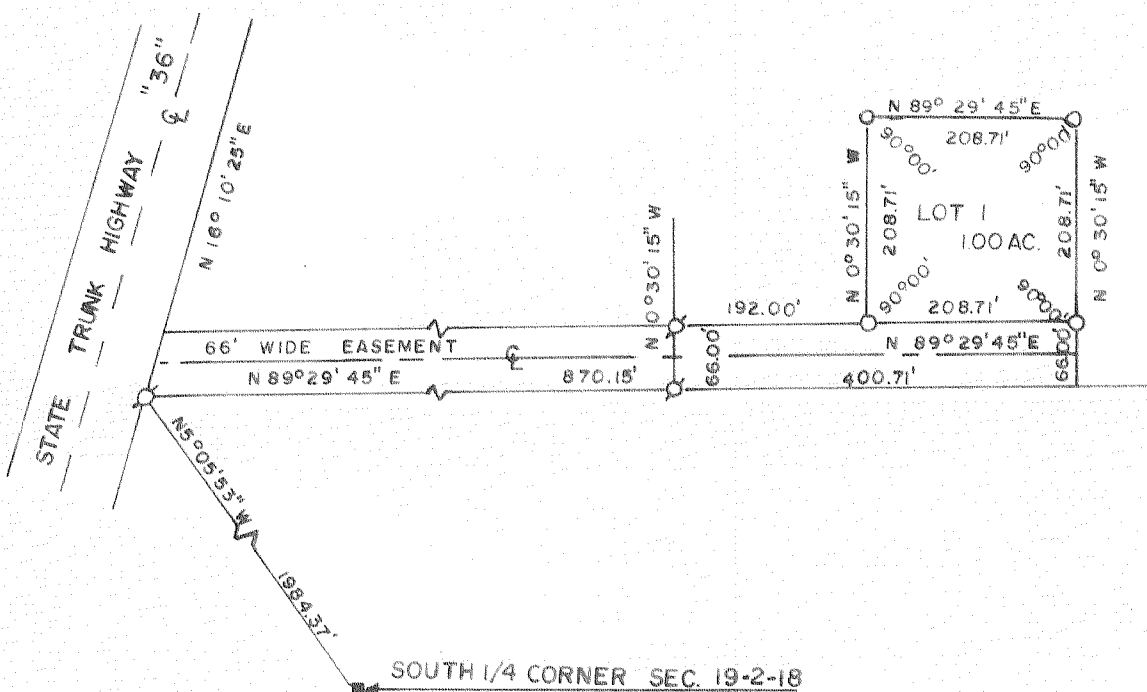 STATE TRUNK HIGHWAY "36"
℄
N 18° 10' 25" E
N 89° 29' 45" E
208.71'
90°00'
90°00'
N 0° 30' 15" W
208.71'
LOT 1
1.00 AC.
208.71'
N 0° 30' 15" W
90°00'
90°00'
N 0°30' 15" W
192.00'
208.71'
66' WIDE EASEMENT
℄
N 89°29'45"E
N 89°29' 45" E
870.15'
66.00'
400.71'
66.00'
N5°05'53" W
1984.37'
SOUTH 1/4 CORNER SEC. 19-2-18